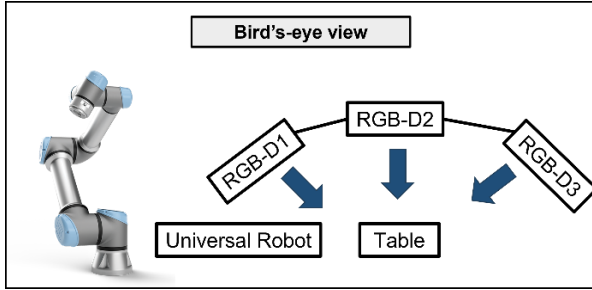 Bird's-eye view
RGB-D1
RGB-D2
RGB-D3
Universal Robot
Table